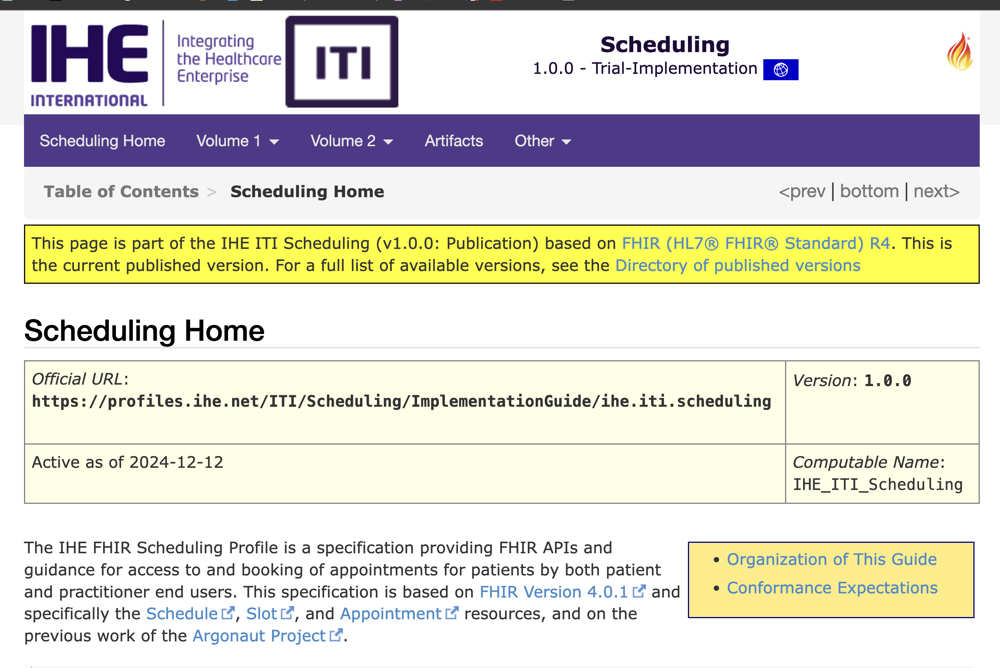 IHE
INTERNATIONAL
Integrating
the Healthcare
Enterprise
ITI
Scheduling
1.0.0 - Trial-Implementation
®
Scheduling Home
Volume 1
Volume 2
Artifacts
Other
Table of Contents > Scheduling Home
<prev | bottom | next>
This page is part of the IHE ITI Scheduling (v1.0.0: Publication) based on FHIR (HL7® FHIR® Standard) R4. This is
the current published version. For a full list of available versions, see the Directory of published versions
Scheduling Home
Official URL:
https://profiles.ihe.net/ITI/Scheduling/ImplementationGuide/ihe.iti.scheduling
Version: 1.0.0
Active as of 2024-12-12
Computable Name:
IHE_ITI_Scheduling
The IHE FHIR Scheduling Profile is a specification providing FHIR APIs and
guidance for access to and booking of appointments for patients by both patient
and practitioner end users. This specification is based on FHIR Version 4.0.1 and
specifically the Schedule, Slot, and Appointment resources, and on the
previous work of the Argonaut Project.
• Organization of This Guide
• Conformance Expectations